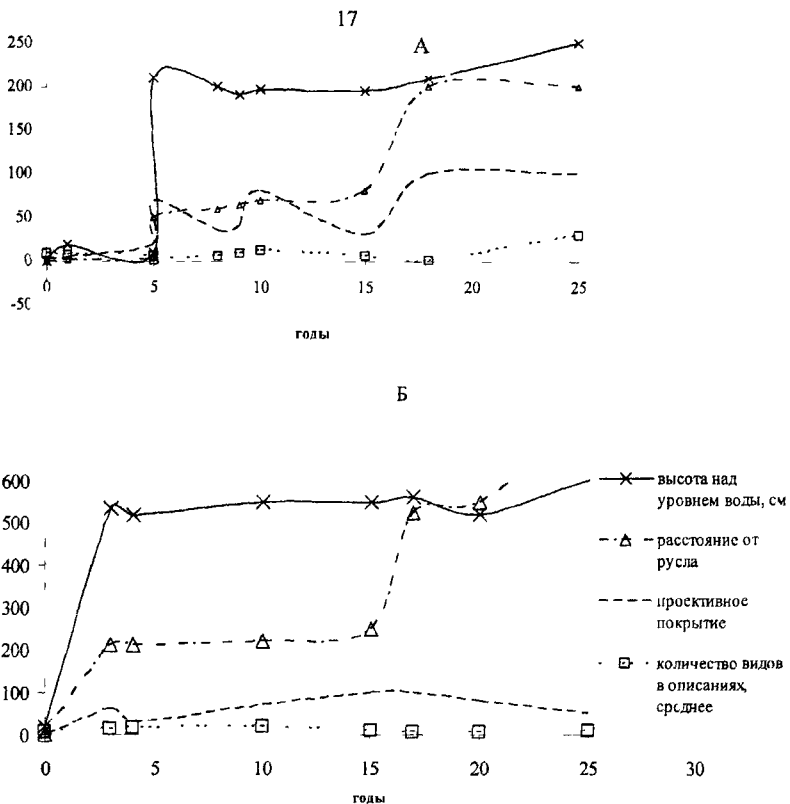 17
А
250
200
150
100
50
0
-50
0 5 10 15 20 25
годы
Б
600
500
400
300
200
100
0
0 5 10 15 20 25 30
годы
высота над
уровнем воды, см
расстояние от
русла
проективное
покрытие
количество видов
в описаниях,
среднее